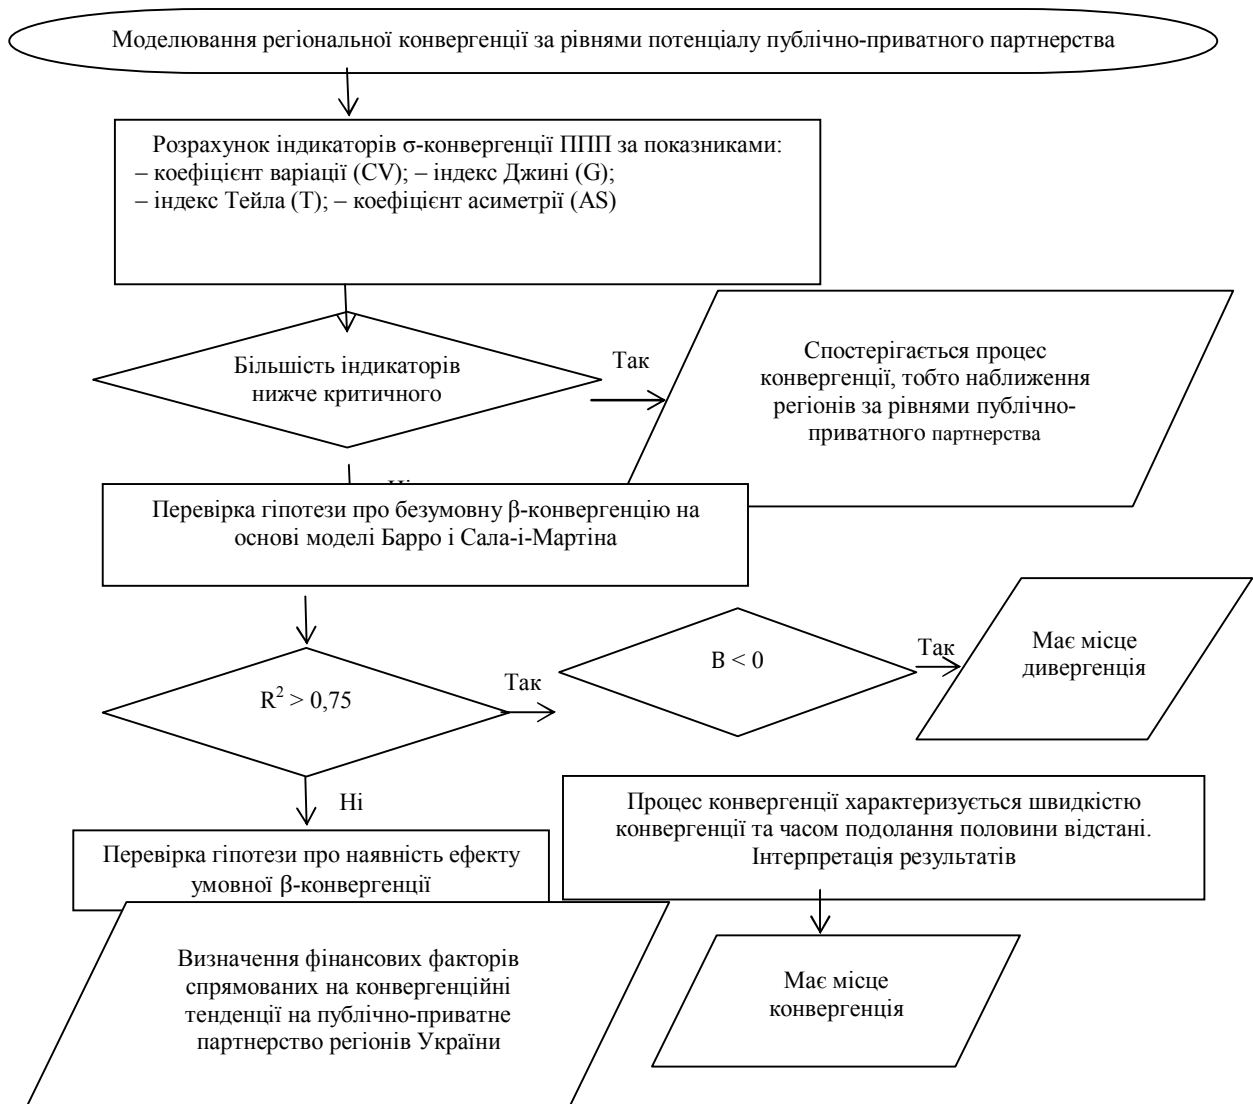 Моделювання регіональної конвергенції за рівнями потенціалу публічно-приватного партнерства
Розрахунок індикаторів σ-конвергенції ППП за показниками:
– коефіцієнт варіації (CV); – індекс Джині (G);
– індекс Тейла (T); – коефіцієнт асиметрії (AS)
Більшість індикаторів
нижче критичного
Так
Спостерігається процес
конвергенції, тобто наближення
регіонів за рівнями публічно-
приватного партнерства
Перевірка гіпотези про безумовну β-конвергенцію на
основі моделі Барро і Сала-і-Мартіна
R² > 0,75
Так
B < 0
Так
Має місце
дивергенція
Ні
Перевірка гіпотези про наявність ефекту
умовної β-конвергенції
Процес конвергенції характеризується швидкістю
конвергенції та часом подолання половини відстані.
Інтерпретація результатів
Визначення фінансових факторів
спрямованих на конвергенційні
тенденції на публічно-приватне
партнерство регіонів України
Має місце
конвергенція